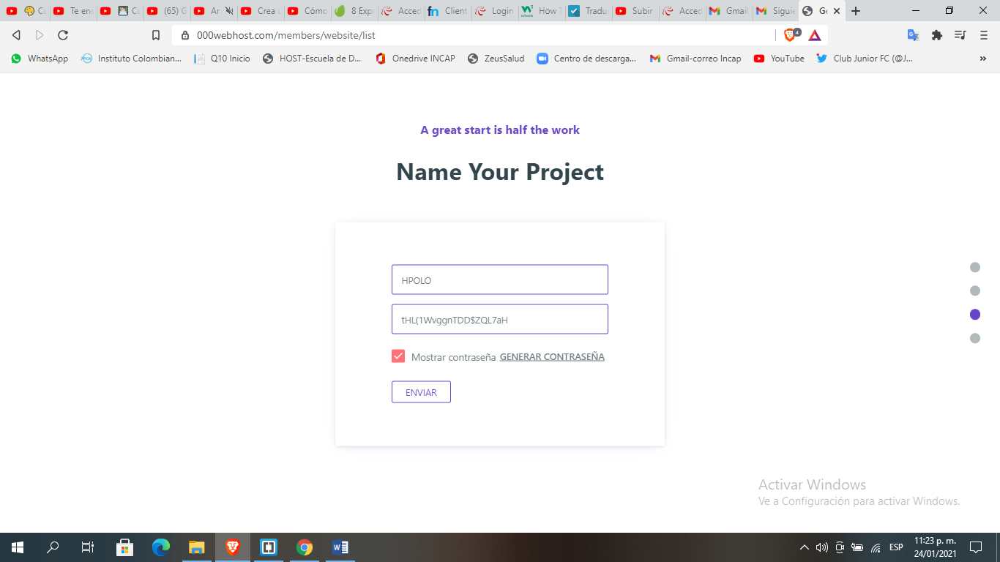 Cu
Te ens
Cu
(65) G
Ar
Crea u
Cómo
8 Expr
Acced
Client
Login
How T
Traduc
Subir
Acced
Gmail
Siguie
Ge
000webhost.com/members/website/list
4
WhatsApp
Instituto Colombian...
Q10 Inicio
HOST-Escuela de D...
Onedrive INCAP
ZeusSalud
Centro de descarga...
Gmail-correo Incap
YouTube
Club Junior FC (@J...
»
A great start is half the work
Name Your Project
HPOLO
tHL(1WvggnTDD$ZQL7aH
Mostrar contraseña GENERAR CONTRASEÑA
ENVIAR
Activar Windows
Ve a Configuración para activar Windows.
ESP
11:23 p. m.
24/01/2021